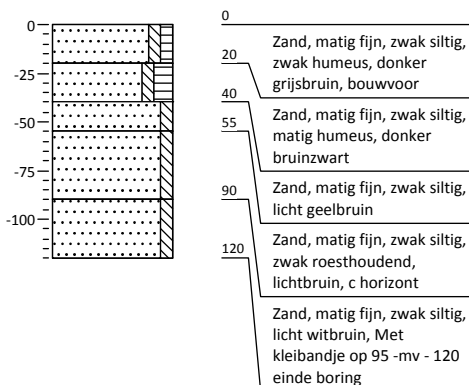 0
-25
-50
-75
-100
0
Zand, matig fijn, zwak siltig,
zwak humeus, donker
grijsbruin, bouwvoor
20
Zand, matig fijn, zwak siltig,
matig humeus, donker
bruinzwart
40
Zand, matig fijn, zwak siltig,
licht geelbruin
55
Zand, matig fijn, zwak siltig,
zwak roesthoudend,
lichtbruin, c horizont
90
Zand, matig fijn, zwak siltig,
licht witbruin, Met
kleibandje op 95 -mv - 120
einde boring
120